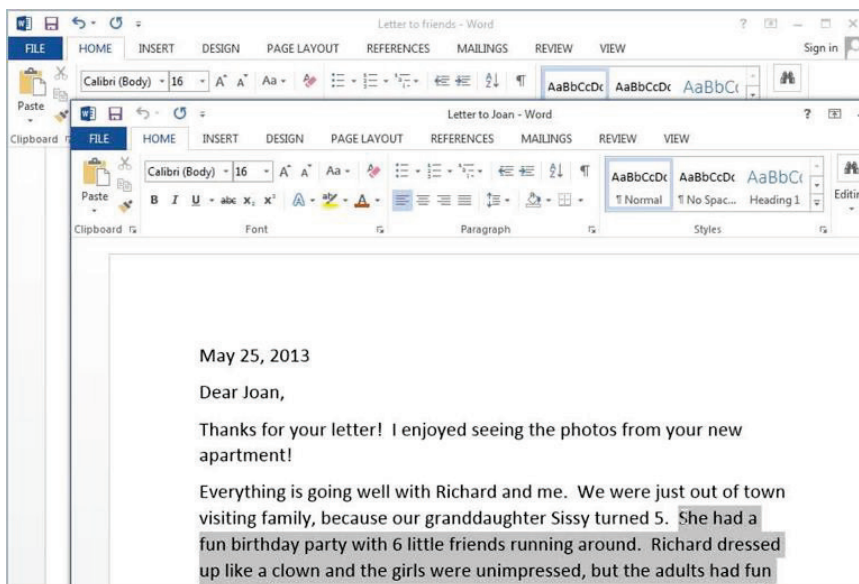 Letter to friends - Word
FILE HOME INSERT DESIGN PAGE LAYOUT REFERENCES MAILINGS REVIEW VIEW Sign in
Calibri (Body) 16 A A Aa AaBbCcDc AaBbCcDc AaBbC
Paste
Clipboard
Letter to Joan - Word
FILE HOME INSERT DESIGN PAGE LAYOUT REFERENCES MAILINGS REVIEW VIEW
Calibri (Body) 16 A A Aa AaBbCcDc AaBbCcDc AaBbC
Paste B I U abc X₂ X² A ab A ¶ Normal ¶ No Spac... Heading 1
Clipboard Font Paragraph Styles
May 25, 2013
Dear Joan,
Thanks for your letter! I enjoyed seeing the photos from your new
apartment!
Everything is going well with Richard and me. We were just out of town
visiting family, because our granddaughter Sissy turned 5. She had a
fun birthday party with 6 little friends running around. Richard dressed
up like a clown and the girls were unimpressed, but the adults had fun